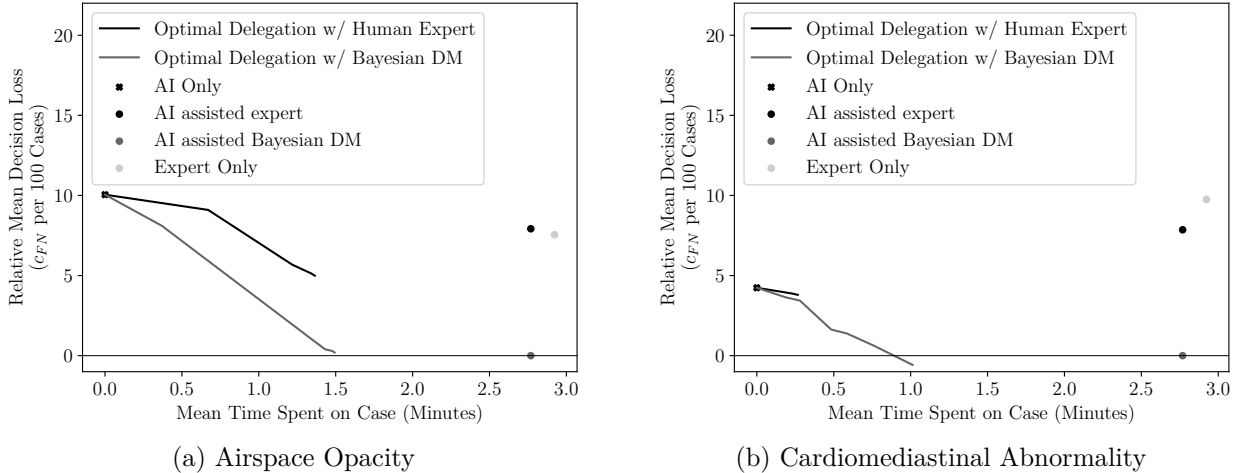 Relative Mean Decision Loss
(c_{FN} per 100 Cases)
20
15
10
5
0
Optimal Delegation w/ Human Expert
Optimal Delegation w/ Bayesian DM
AI Only
AI assisted expert
AI assisted Bayesian DM
Expert Only
0.0 0.5 1.0 1.5 2.0 2.5 3.0
Mean Time Spent on Case (Minutes)
(a) Airspace Opacity
Relative Mean Decision Loss
(c_{FN} per 100 Cases)
20
15
10
5
0
Optimal Delegation w/ Human Expert
Optimal Delegation w/ Bayesian DM
AI Only
AI assisted expert
AI assisted Bayesian DM
Expert Only
0.0 0.5 1.0 1.5 2.0 2.5 3.0
Mean Time Spent on Case (Minutes)
(b) Cardiomediastinal Abnormality